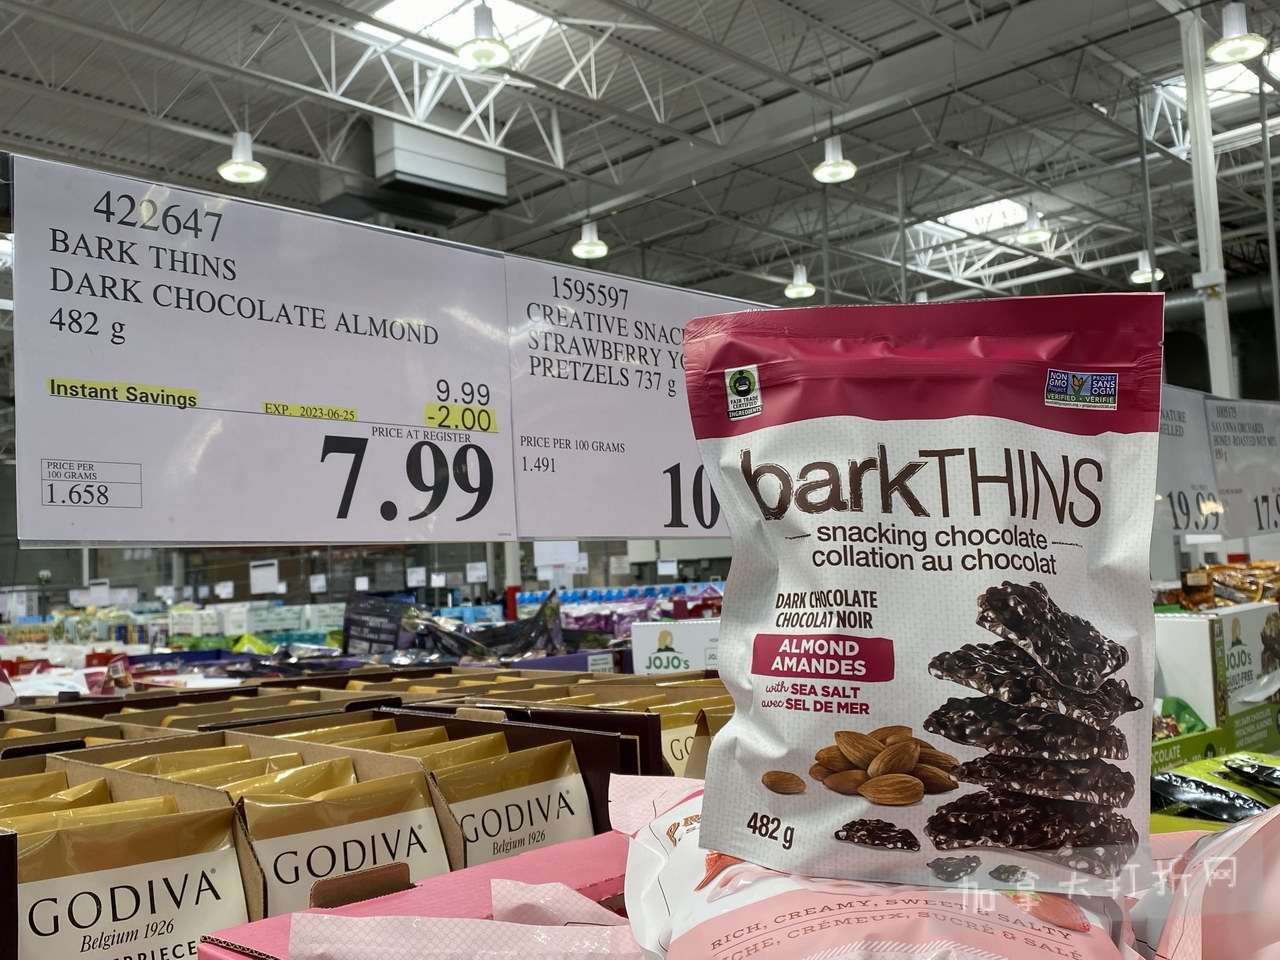 422647
BARK THINS
DARK CHOCOLATE ALMOND
482 g
Instant Savings
EXP. 2023-06-25
9.99
-2.00
PRICE AT REGISTER
7.99
PRICE PER
100 GRAMS
1.658
1595597
CREATIVE SNAC
STRAWBERRY YO
PRETZELS 737 g
PRICE PER 100 GRAMS
1.491
10
FAIR TRADE
CERTIFIED
INGREDIENTS
NON
GMO
Project
PROJET
SANS
OGM
VERIFIED • VERIFIÉ
barkTHINS
snacking chocolate
collation au chocolat
DARK CHOCOLATE
CHOCOLAT NOIR
ALMOND
AMANDES
with SEA SALT
avec SEL DE MER
482 g
19.99
SAVANNA ORCHARDS
17.9
JOJO's
JOJO's
GODIVA
Belgium 1926
GODIVA
GODIVA
Belgium 1926
RICH, CREAMY, SWEET & SALTY
CHE, CRÉMEUX, SUCRÉ & SALÉ
加拿大打折网